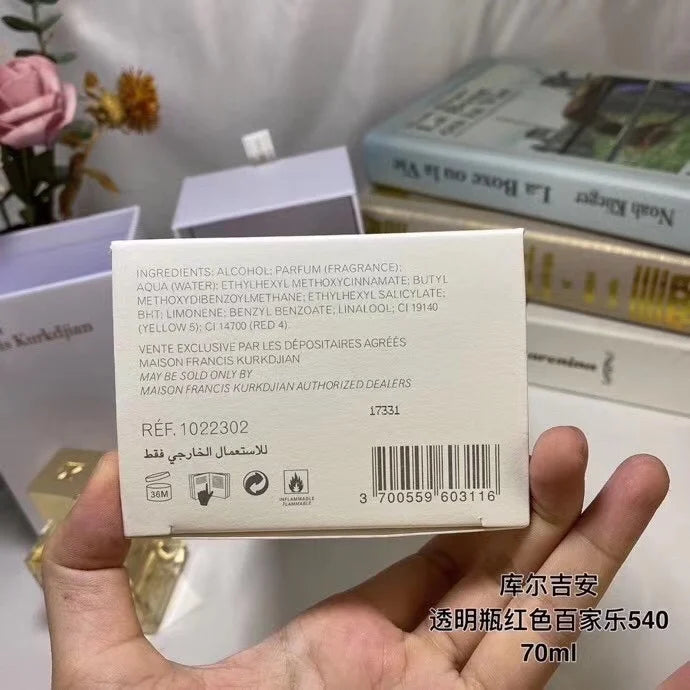 La Boxe ou la Vie
Noah Klieger
is Kurkdjian
INGREDIENTS: ALCOHOL; PARFUM (FRAGRANCE);
AQUA (WATER); ETHYLHEXYL METHOXYCINNAMATE; BUTYL
METHOXYDIBENZOYLMETHANE; ETHYLHEXYL SALICYLATE;
BHT; LIMONENE; BENZYL BENZOATE; LINALOOL; CI 19140
(YELLOW 5); CI 14700 (RED 4).
VENTE EXCLUSIVE PAR LES DÉPOSITAIRES AGRÉÉS
MAISON FRANCIS KURKDJIAN
MAY BE SOLD ONLY BY
MAISON FRANCIS KURKDJIAN AUTHORIZED DEALERS
17331
RÉF. 1022302
للاستعمال الخارجي فقط
36M
INFLAMMABLE
FLAMMABLE
3 700559 603116
库尔吉安
透明瓶红色百家乐540
70ml